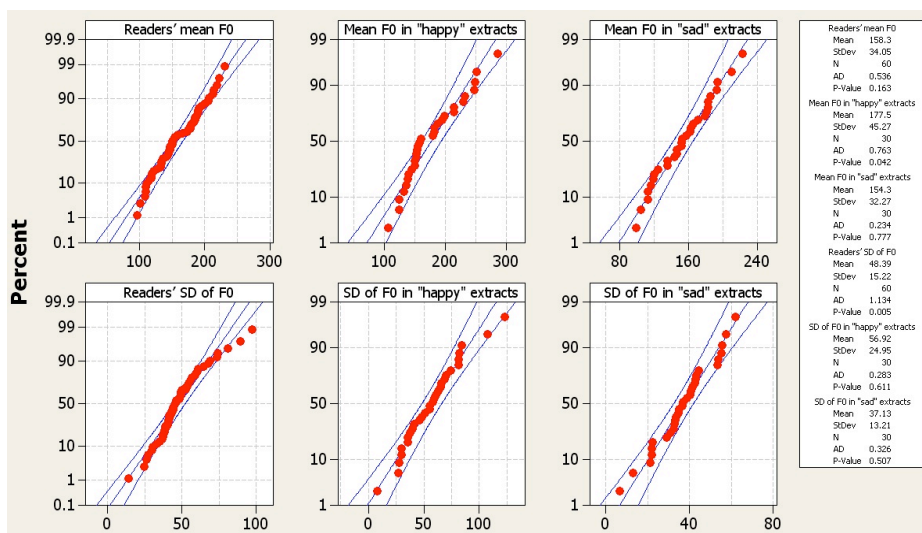 Readers' mean F0
Mean F0 in "happy" extracts
Mean F0 in "sad" extracts
99.9
99
90
50
10
1
0.1
100 200 300
99
90
50
10
1
100 200 300
99
90
50
10
1
80 160 240
Percent
Readers' SD of F0
SD of F0 in "happy" extracts
SD of F0 in "sad" extracts
99.9
99
90
50
10
1
0.1
0 50 100
99
90
50
10
1
0 50 100
99
90
50
10
1
0 40 80
Readers' mean F0
Mean 158.3
StDev 34.05
N 60
AD 0.536
P-Value 0.163
Mean F0 in "happy" extracts
Mean 177.5
StDev 45.27
N 30
AD 0.763
P-Value 0.042
Mean F0 in "sad" extracts
Mean 154.3
StDev 32.27
N 30
AD 0.234
P-Value 0.777
Readers' SD of F0
Mean 48.39
StDev 15.22
N 60
AD 1.134
P-Value 0.005
SD of F0 in "happy" extracts
Mean 56.92
StDev 24.95
N 30
AD 0.283
P-Value 0.611
SD of F0 in "sad" extracts
Mean 37.13
StDev 13.21
N 30
AD 0.326
P-Value 0.507